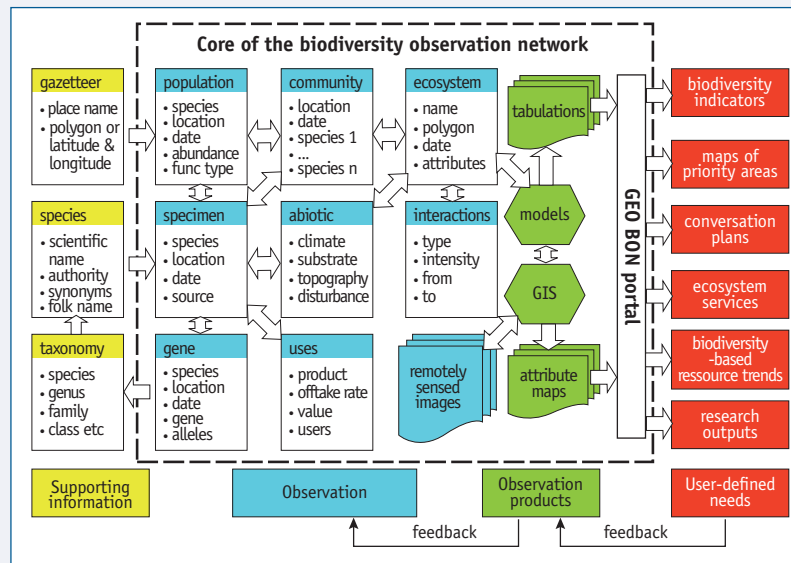 Core of the biodiversity observation network
gazetteer
• place name
• polygon or
latitude &
longitude
population
• species
• location
• date
• abundance
• func type
community
• location
• date
• species 1
• ...
• species n
ecosystem
• name
• polygon
• date
• attributes
tabulations
species
• scientific
name
• authority
• synonyms
• folk name
specimen
• species
• location
• date
• source
abiotic
• climate
• substrate
• topography
• disturbance
interactions
• type
• intensity
• from
• to
models
GIS
taxonomy
• species
• genus
• family
• class etc
gene
• species
• location
• date
• gene
• alleles
uses
• product
• offtake rate
• value
• users
remotely
sensed
images
attribute
maps
GEO BON portal
biodiversity
indicators
maps of
priority areas
conversation
plans
ecosystem
services
biodiversity
-based
ressource trends
research
outputs
Supporting
information
Observation
Observation
products
User-defined
needs
feedback
feedback